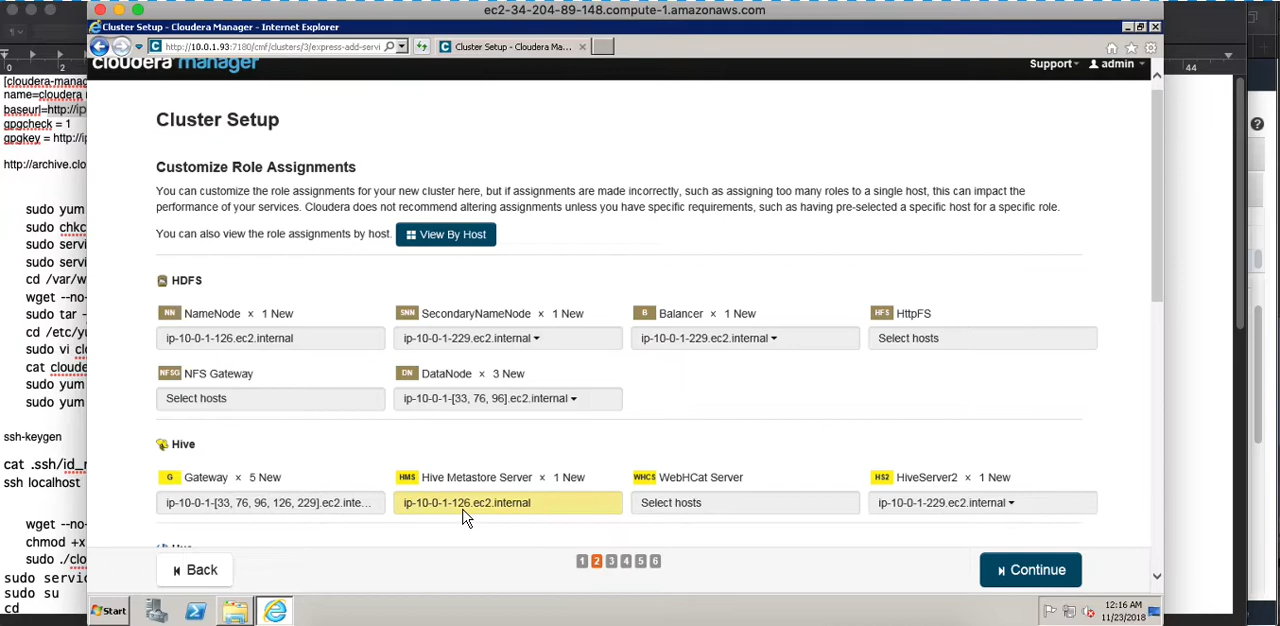 ec2-34-204-89-148.compute-1.amazonaws.com
Cluster Setup - Cloudera Manager - Internet Explorer
http://10.0.1.93:7180/cmf/clusters/3/express-add-servi
Cluster Setup - Cloudera Ma...
0
2
44
cloudera manager
Support
admin
[cloudera-manag
name=cloudera
baseurl=http://ip
gpgcheck = 1
gpgkey = http://i
http://archive.clo
sudo yum
sudo chkc
sudo servi
sudo servi
cd /var/w
wget --no-
sudo tar -
cd /etc/yu
sudo vi cl
cat cloude
sudo yum
sudo yum
ssh-keygen
cat .ssh/id_r
ssh localhost
wget --no-
chmod +x
sudo ./clo
sudo servic
sudo su
cd
Cluster Setup
Customize Role Assignments
You can customize the role assignments for your new cluster here, but if assignments are made incorrectly, such as assigning too many roles to a single host, this can impact the
performance of your services. Cloudera does not recommend altering assignments unless you have specific requirements, such as having pre-selected a specific host for a specific role.
You can also view the role assignments by host. View By Host
HDFS
NN NameNode × 1 New
SNN SecondaryNameNode × 1 New
B Balancer × 1 New
HFS HttpFS
ip-10-0-1-126.ec2.internal
ip-10-0-1-229.ec2.internal
ip-10-0-1-229.ec2.internal
Select hosts
NFSG NFS Gateway
DN DataNode × 3 New
Select hosts
ip-10-0-1-[33, 76, 96].ec2.internal
Hive
G Gateway × 5 New
HMS Hive Metastore Server × 1 New
WHCS WebHCat Server
HS2 HiveServer2 × 1 New
ip-10-0-1-[33, 76, 96, 126, 229].ec2.inte...
ip-10-0-1-126.ec2.internal
Select hosts
ip-10-0-1-229.ec2.internal
Back
1 2 3 4 5 6
Continue
Start
12:16 AM
11/23/2018